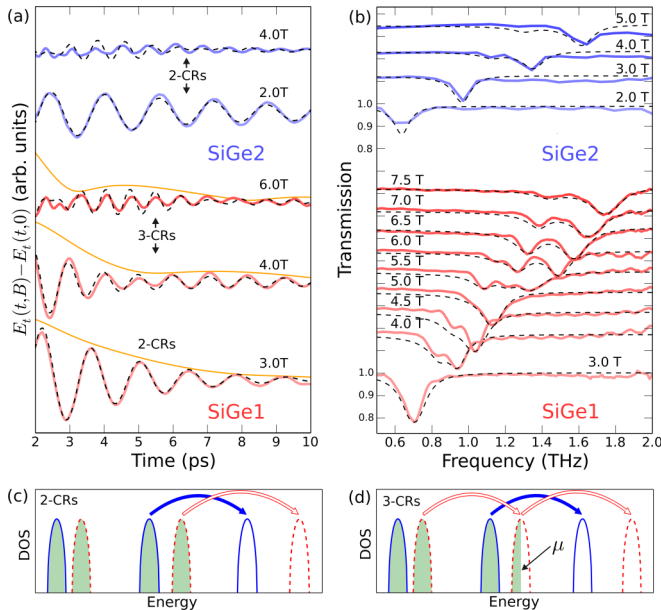 (a)
4.0T
2-CRs
2.0T
SiGe2
6.0T
3-CRs
4.0T
2-CRs
3.0T
SiGe1
E_t(t,B)−E_t(t,0) (arb. units)
2 3 4 5 6 7 8 9 10
Time (ps)
(b)
5.0 T
4.0 T
3.0 T
1.0
2.0 T
0.9
0.8
SiGe2
7.5 T
7.0 T
6.5 T
6.0 T
5.5 T
5.0 T
4.5 T
4.0 T
3.0 T
1.0
0.9
0.8
SiGe1
Transmission
0.6 0.8 1.0 1.2 1.4 1.6 1.8 2.0
Frequency (THz)
(c)
2-CRs
DOS
Energy
(d)
3-CRs
μ
DOS
Energy